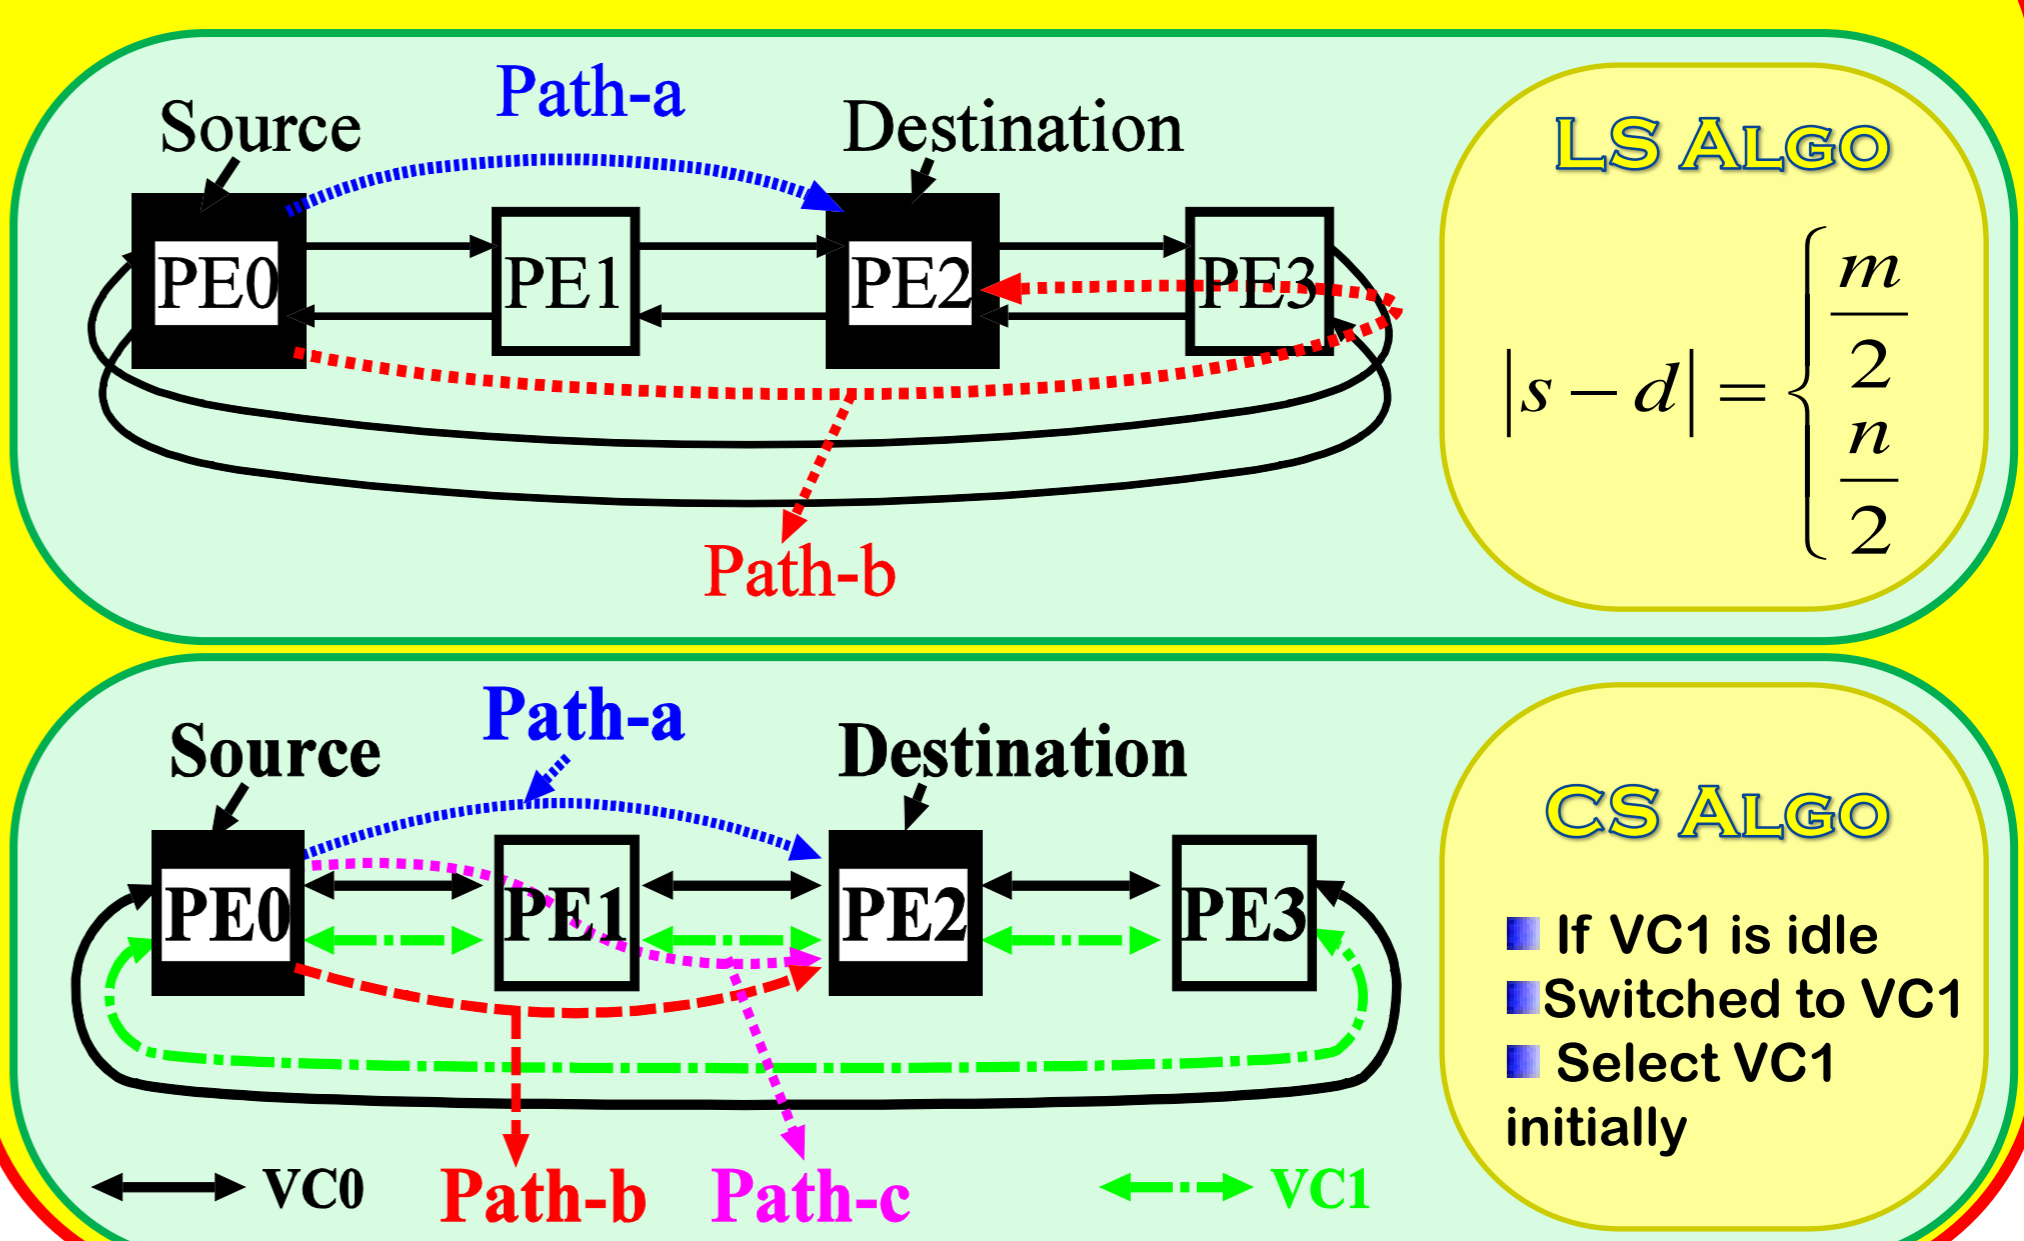 Path-a
Source
Destination
PE0
PE1
PE2
PE3
Path-b
LS ALGO
|s − d| = { m/2
n/2
Path-a
Source
Destination
PE0
PE1
PE2
PE3
VC0
Path-b
Path-c
VC1
CS ALGO
If VC1 is idle
Switched to VC1
Select VC1
initially